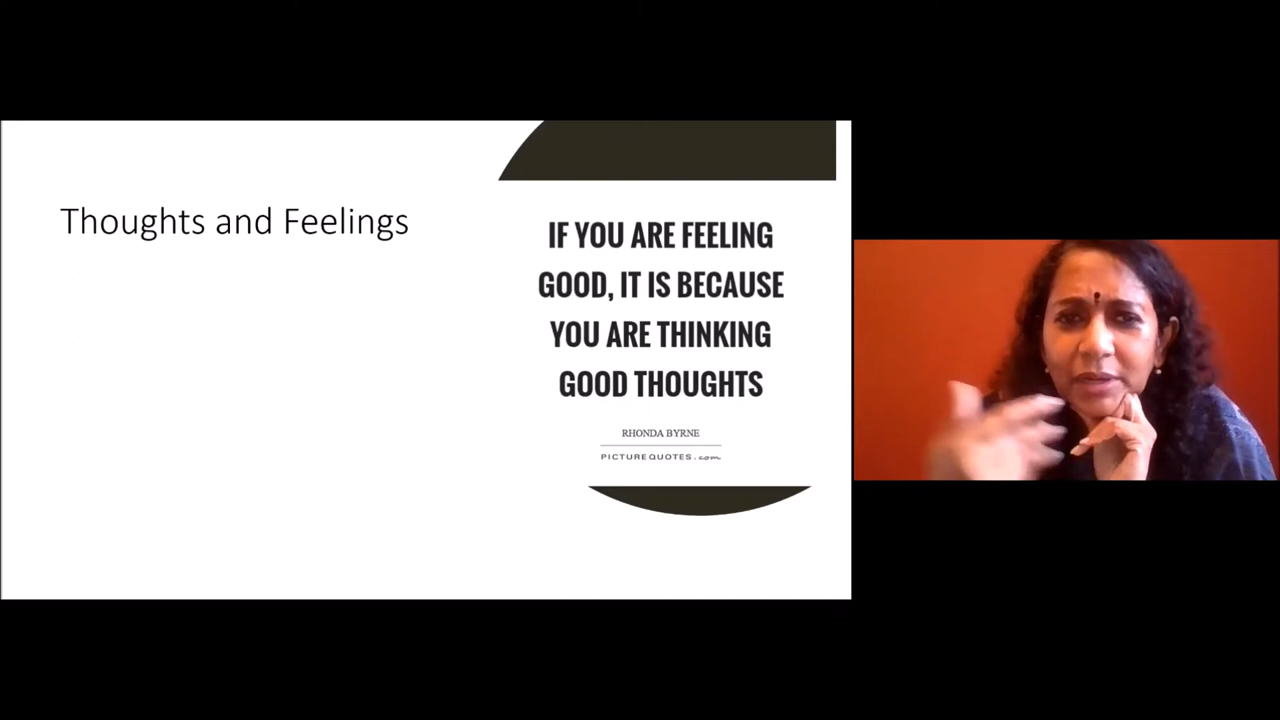 Thoughts and Feelings
IF YOU ARE FEELING
GOOD, IT IS BECAUSE
YOU ARE THINKING
GOOD THOUGHTS
RHONDA BYRNE
PICTUREQUOTES.com